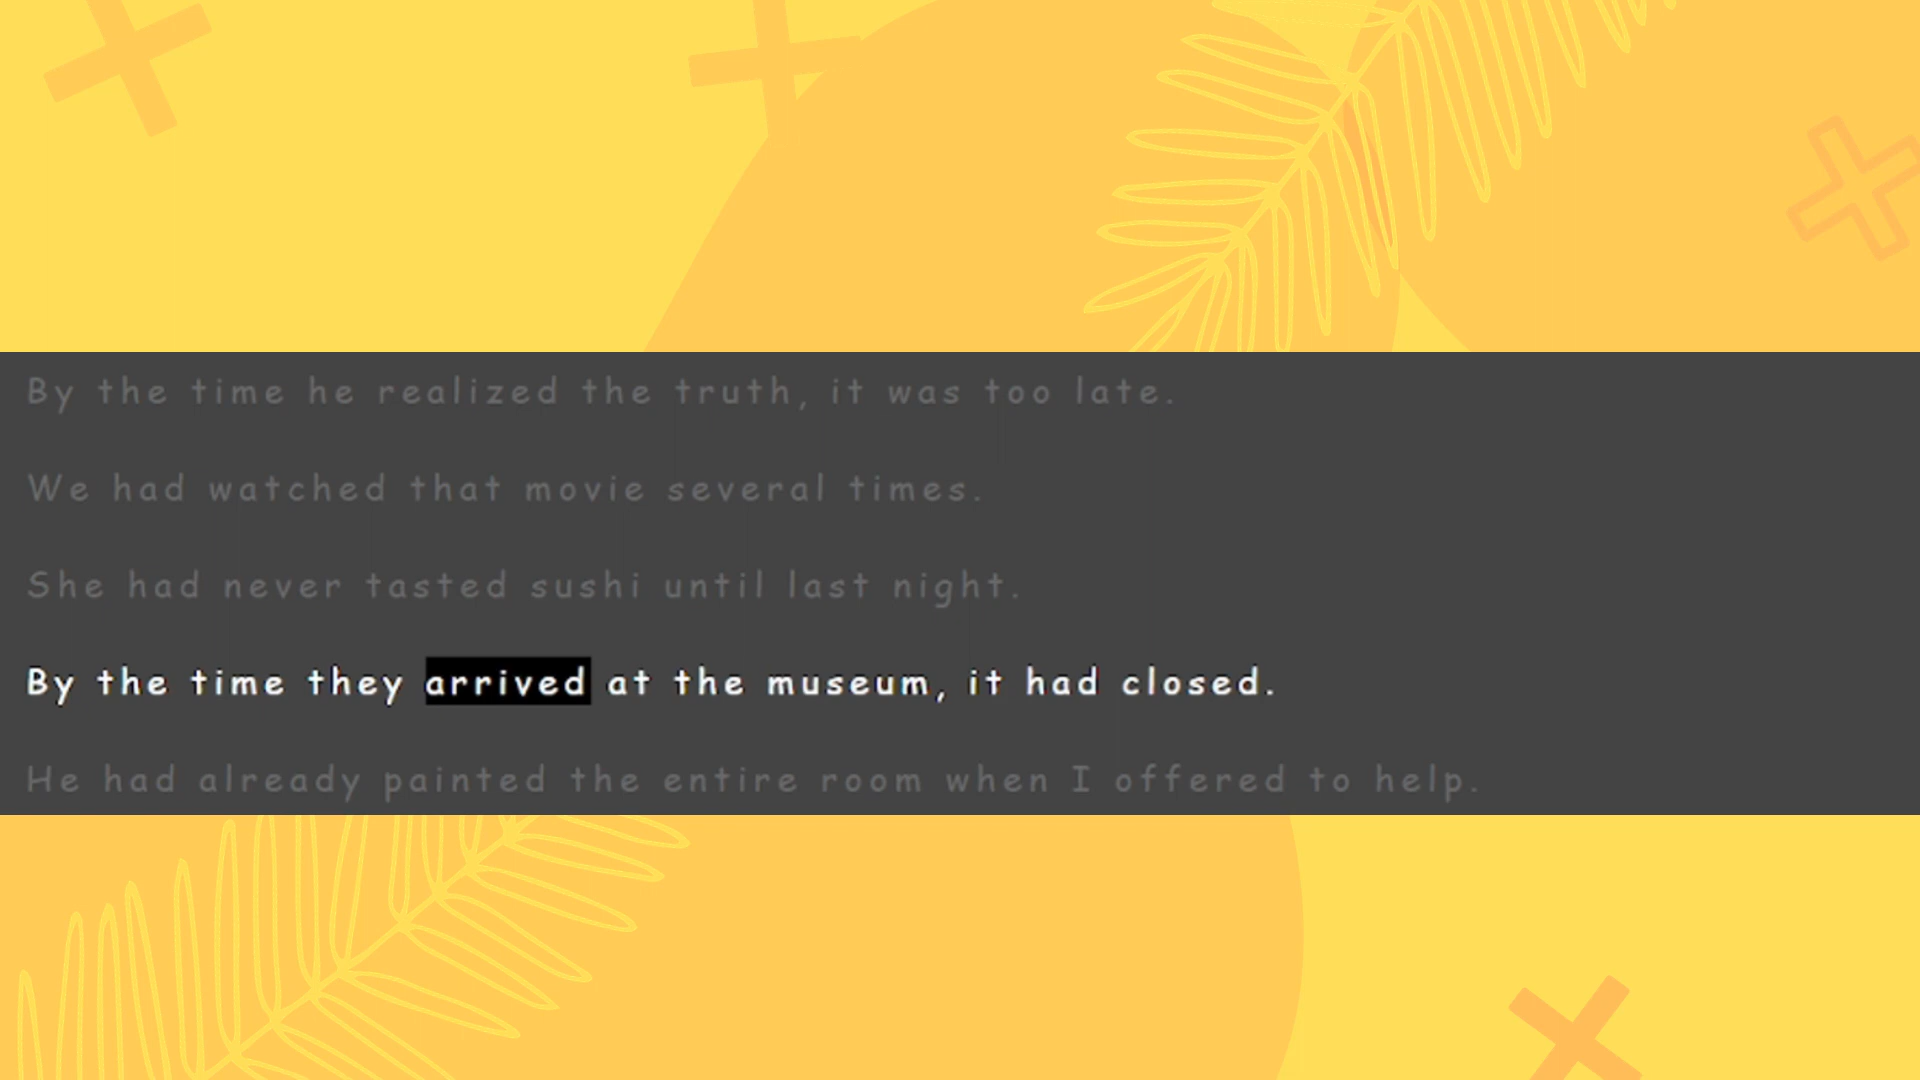 By the time he realized the truth, it was too late.
We had watched that movie several times.
She had never tasted sushi until last night.
By the time they arrived at the museum, it had closed.
He had already painted the entire room when I offered to help.